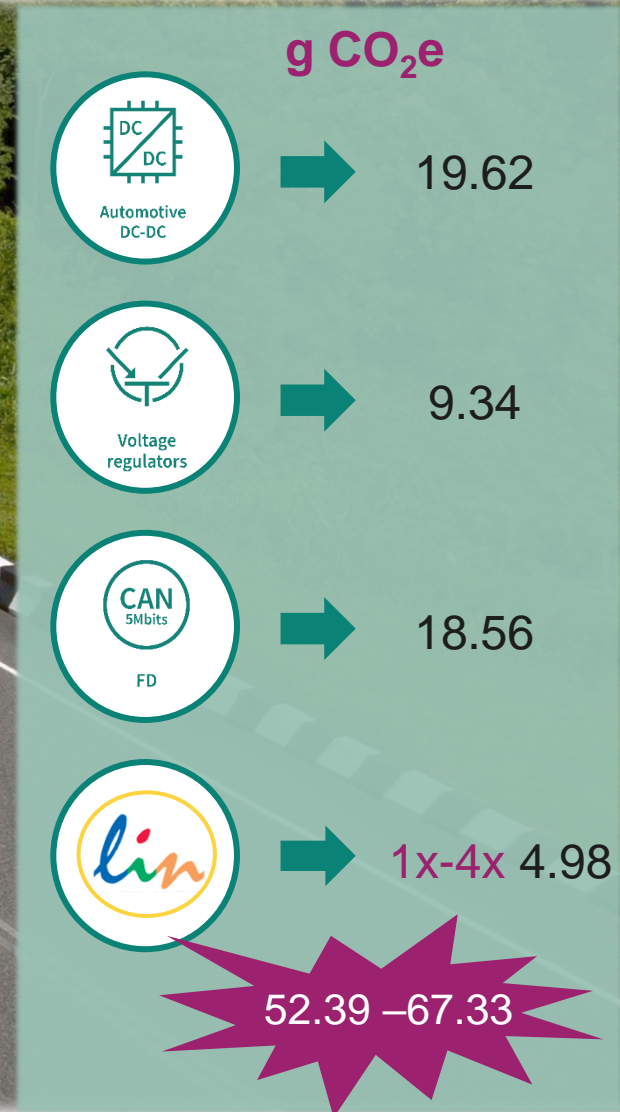 g CO₂e
DC
DC
Automotive
DC-DC
19.62
Voltage
regulators
9.34
CAN
5Mbits
FD
18.56
lin
1x-4x 4.98
52.39 –67.33